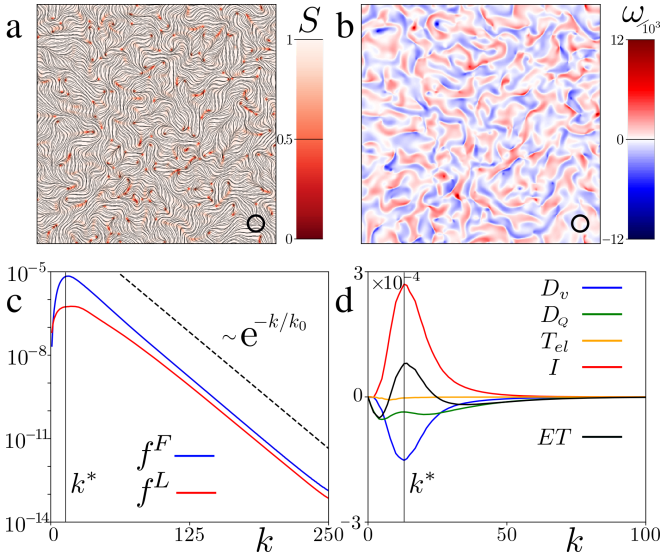 a
S
1
0.5
0
b
ω/10³
12
0
-12
c
10⁻⁵
10⁻⁸
10⁻¹¹
10⁻¹⁴
~e^{-k/k₀}
f^F
f^L
k*
125
250
k
d
3
×10⁻⁴
0
-3
D_v
D_Q
T_el
I
ET
k*
0
50
100
k